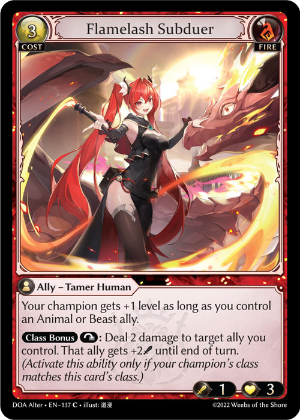 3
Flamelash Subduer
COST
FIRE
Ally – Tamer Human
Your champion gets +1 level as long as you control
an Animal or Beast ally.
Class Bonus : Deal 2 damage to target ally
you control. That ally gets +2 until end of turn.
(Activate this ability only if your champion's class
matches this card's class.)
1
3
DOA Alter • EN-137 C • illust: 
©2022 Weebs of the Shore